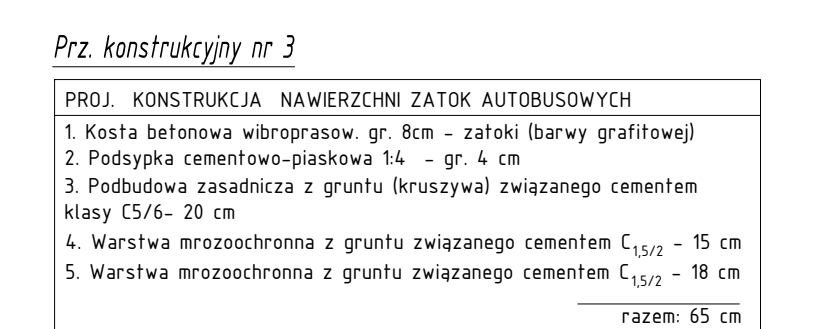 Prz. konstrukcyjny nr 3
PROJ. KONSTRUKCJA NAWIERZCHNI ZATOK AUTOBUSOWYCH
1. Kosta betonowa wibroprasow. gr. 8cm – zatoki (barwy grafitowej)
2. Podsypka cementowo-piaskowa 1:4 – gr. 4 cm
3. Podbudowa zasadnicza z gruntu (kruszywa) związanego cementem
klasy C5/6– 20 cm
4. Warstwa mrozoochronna z gruntu związanego cementem C1,5/2 – 15 cm
5. Warstwa mrozoochronna z gruntu związanego cementem C1,5/2 – 18 cm
razem: 65 cm